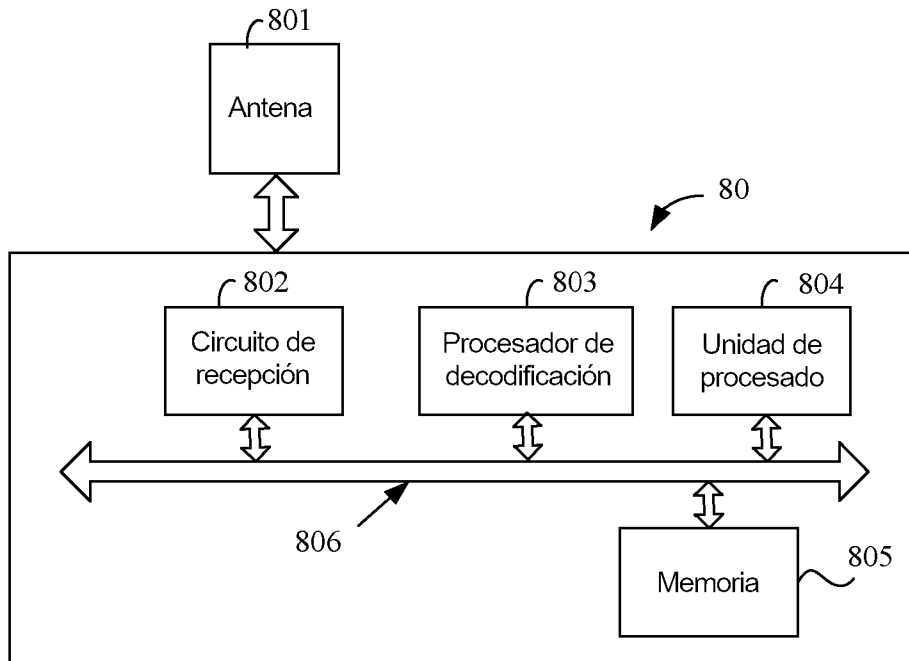 801
Antena
80
802
803
804
Circuito de
recepción
Procesador de
decodificación
Unidad de
procesado
806
805
Memoria